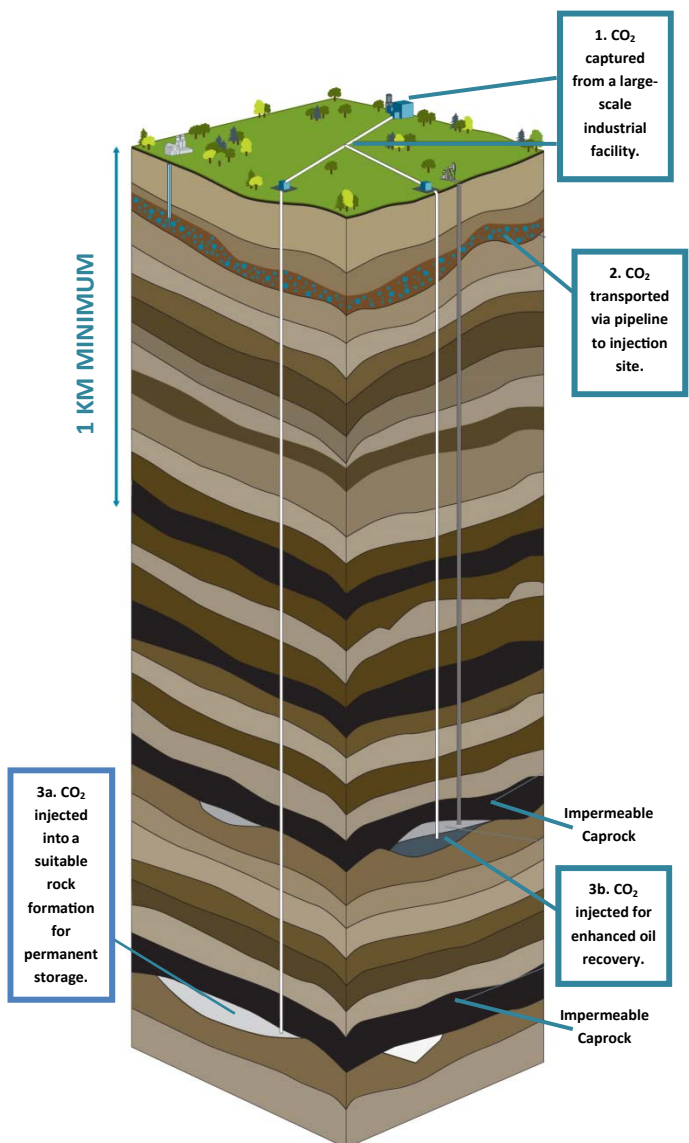 1. CO₂
captured
from a large-
scale
industrial
facility.
1 KM MINIMUM
2. CO₂
transported
via pipeline
to injection
site.
3a. CO₂
injected
into a
suitable
rock
formation
for
permanent
storage.
Impermeable
Caprock
3b. CO₂
injected for
enhanced oil
recovery.
Impermeable
Caprock